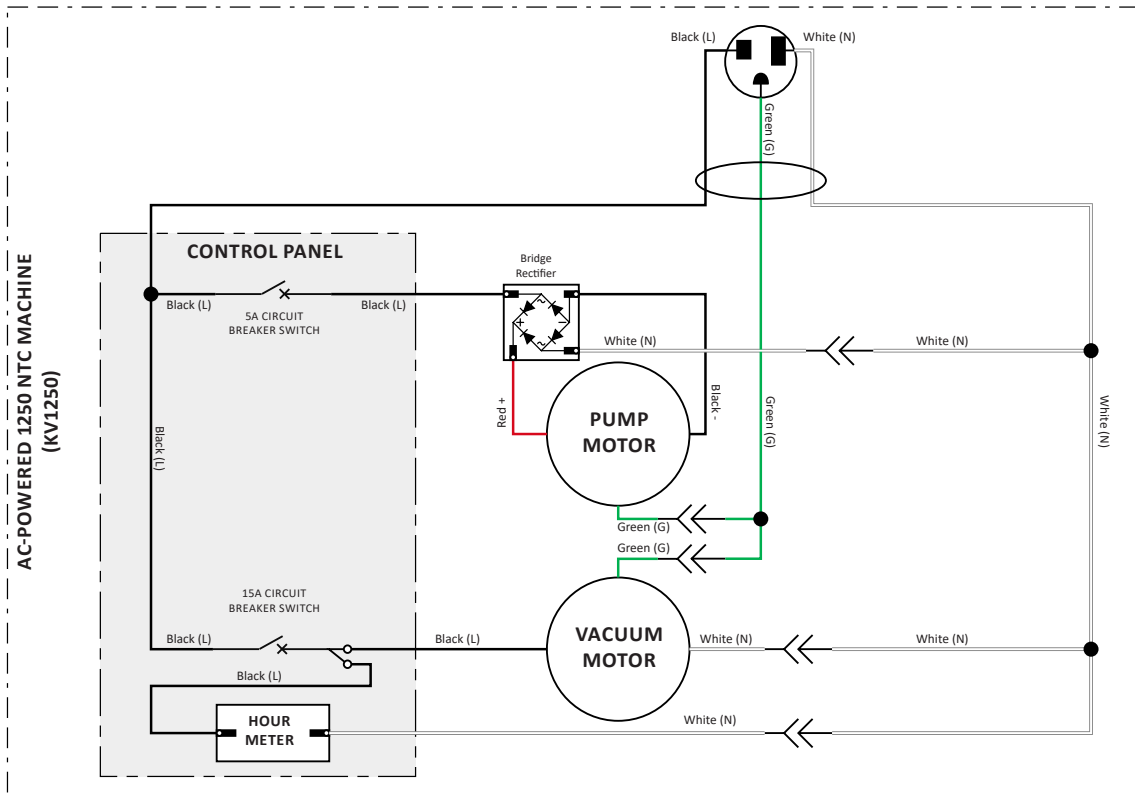 AC-POWERED 1250 NTC MACHINE
(KV1250)
Black (L)
White (N)
Green (G)
CONTROL PANEL
Bridge
Rectifier
Black (L)
Black (L)
5A CIRCUIT
BREAKER SWITCH
~
+
-
~
White (N)
White (N)
Red +
PUMP
MOTOR
Black -
Green (G)
White (N)
Black (L)
Green (G)
Green (G)
15A CIRCUIT
BREAKER SWITCH
Black (L)
Black (L)
VACUUM
MOTOR
White (N)
White (N)
Black (L)
HOUR
METER
White (N)